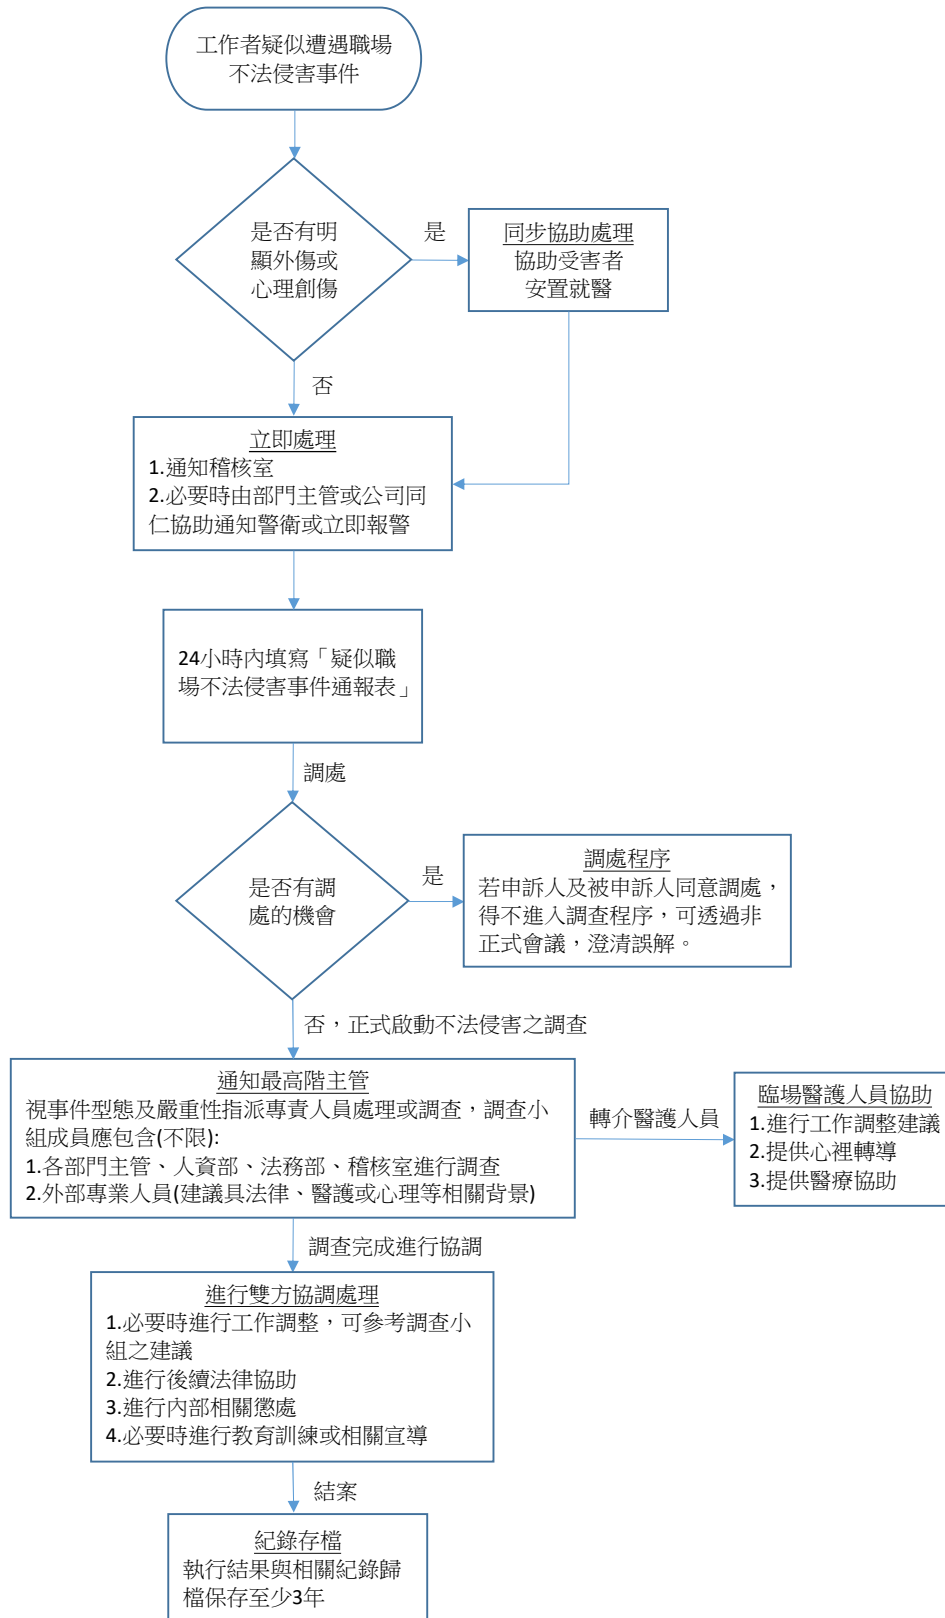 工作者疑似遭遇職場
不法侵害事件
是否有明
顯外傷或
心理創傷
是
同步協助處理
協助受害者
安置就醫
否
立即處理
1.通知稽核室
2.必要時由部門主管或公司同
仁協助通知警衛或立即報警
24小時內填寫「疑似職
場不法侵害事件通報表」
調處
是否有調
處的機會
是
調處程序
若申訴人及被申訴人同意調處，
得不進入調查程序，可透過非
正式會議，澄清誤解。
否，正式啟動不法侵害之調查
通知最高階主管
視事件型態及嚴重性指派專責人員處理或調查，調查小
組成員應包含(不限):
1.各部門主管、人資部、法務部、稽核室進行調查
2.外部專業人員(建議具法律、醫護或心理等相關背景)
轉介醫護人員
臨場醫護人員協助
1.進行工作調整建議
2.提供心裡轉導
3.提供醫療協助
調查完成進行協調
進行雙方協調處理
1.必要時進行工作調整，可參考調查小
組之建議
2.進行後續法律協助
3.進行內部相關懲處
4.必要時進行教育訓練或相關宣導
結案
紀錄存檔
執行結果與相關紀錄歸
檔保存至少3年